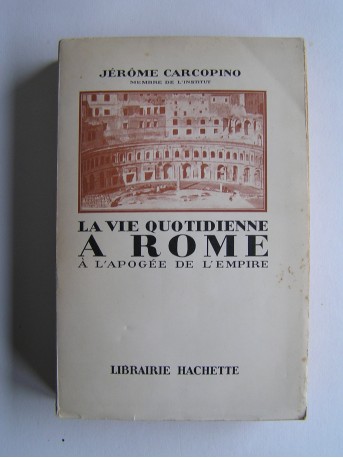 JÉRÔME CARCOPINO
MEMBRE DE L'INSTITUT
LA VIE QUOTIDIENNE
A ROME
À L'APOGÉE DE L'EMPIRE
LIBRAIRIE HACHETTE